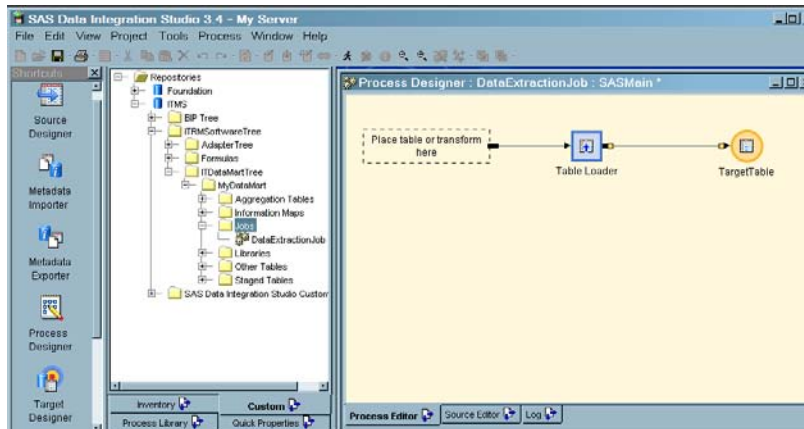 SAS Data Integration Studio 3.4 - My Server
File Edit View Project Tools Process Window Help
Shortcuts
Source
Designer
Metadata
Importer
Metadata
Exporter
Process
Designer
Target
Designer
Repositories
Foundation
ITMS
BIP Tree
ITRMSoftwareTree
AdapterTree
Formulas
ITDataMartTree
MyDataMart
Aggregation Tables
Information Maps
Jobs
DataExtractionJob
Libraries
Other Tables
Staged Tables
SAS Data Integration Studio Custom
Inventory
Custom
Process Library
Quick Properties
Process Designer : DataExtractionJob : SASMain *
Place table or transform
here
Table Loader
TargetTable
Process Editor
Source Editor
Log